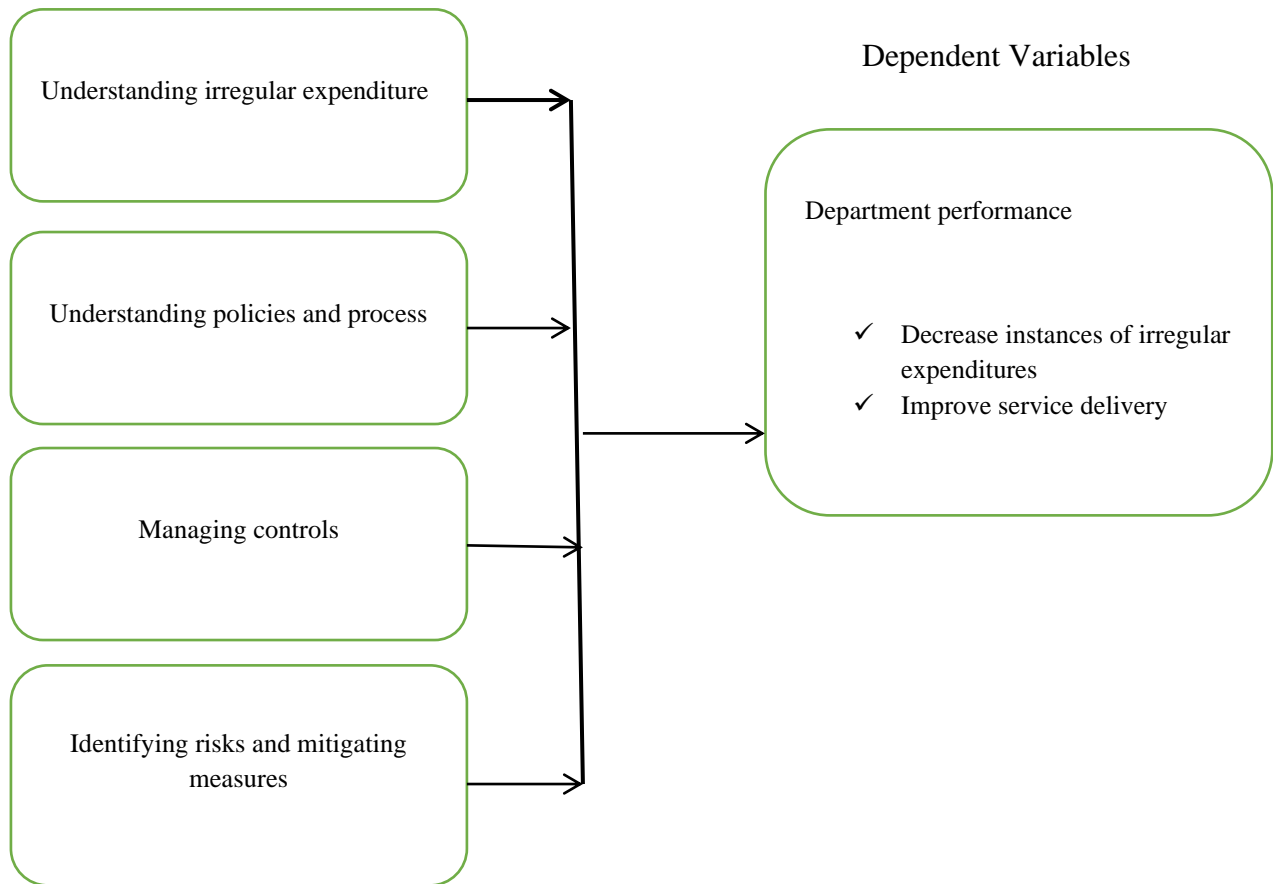 Understanding irregular expenditure
Understanding policies and process
Managing controls
Identifying risks and mitigating
measures
Dependent Variables
Department performance
✓ Decrease instances of irregular
expenditures
✓ Improve service delivery